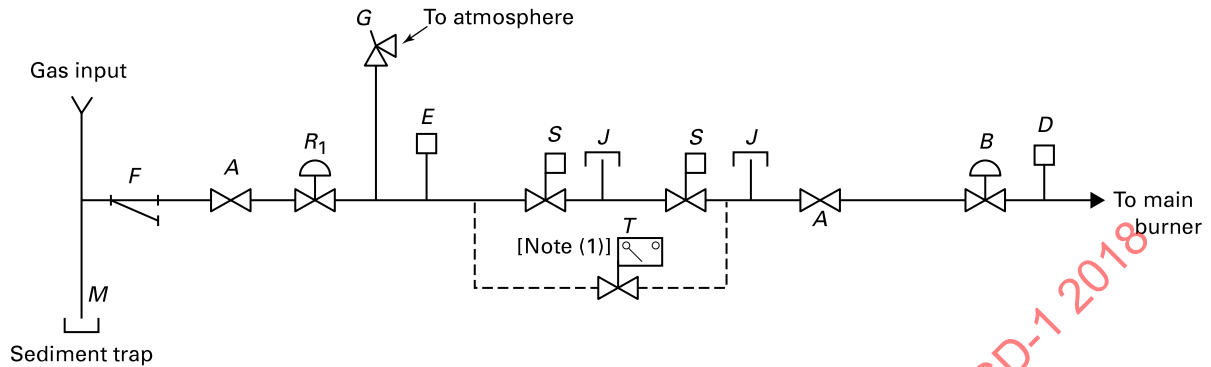 G
To atmosphere
Gas input
E
R1
S
J
S
J
B
D
F
A
To main
burner
A
T
[Note (1)]
M
Sediment trap
D-1 2018